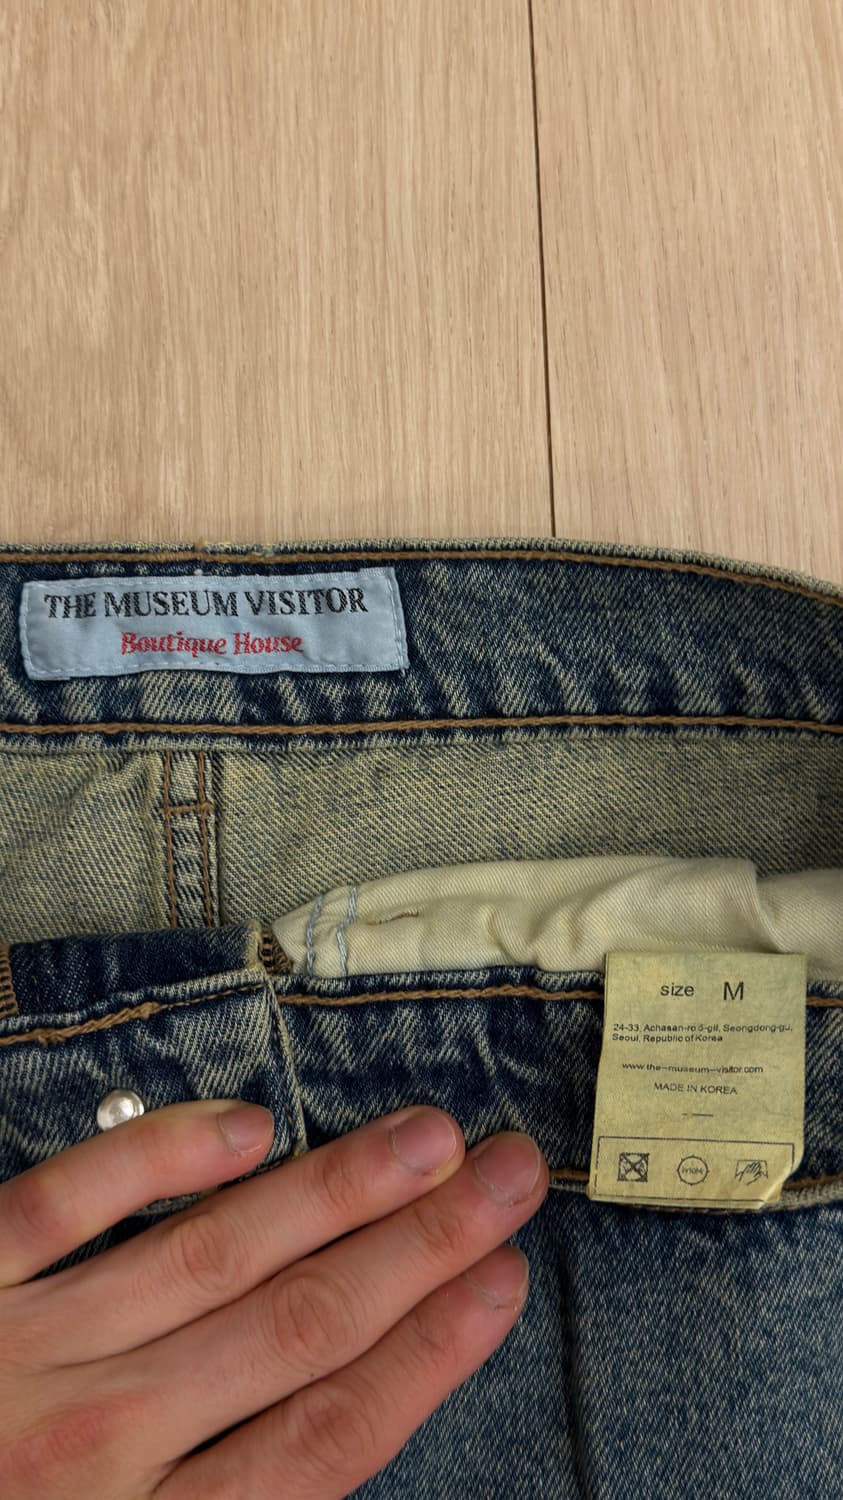 THE MUSEUM VISITOR
Boutique House
size M
24-33, Achasan-ro 5-gil, Seongdong-gu,
Seoul, Republic of Korea
www.the-museum-visitor.com
MADE IN KOREA